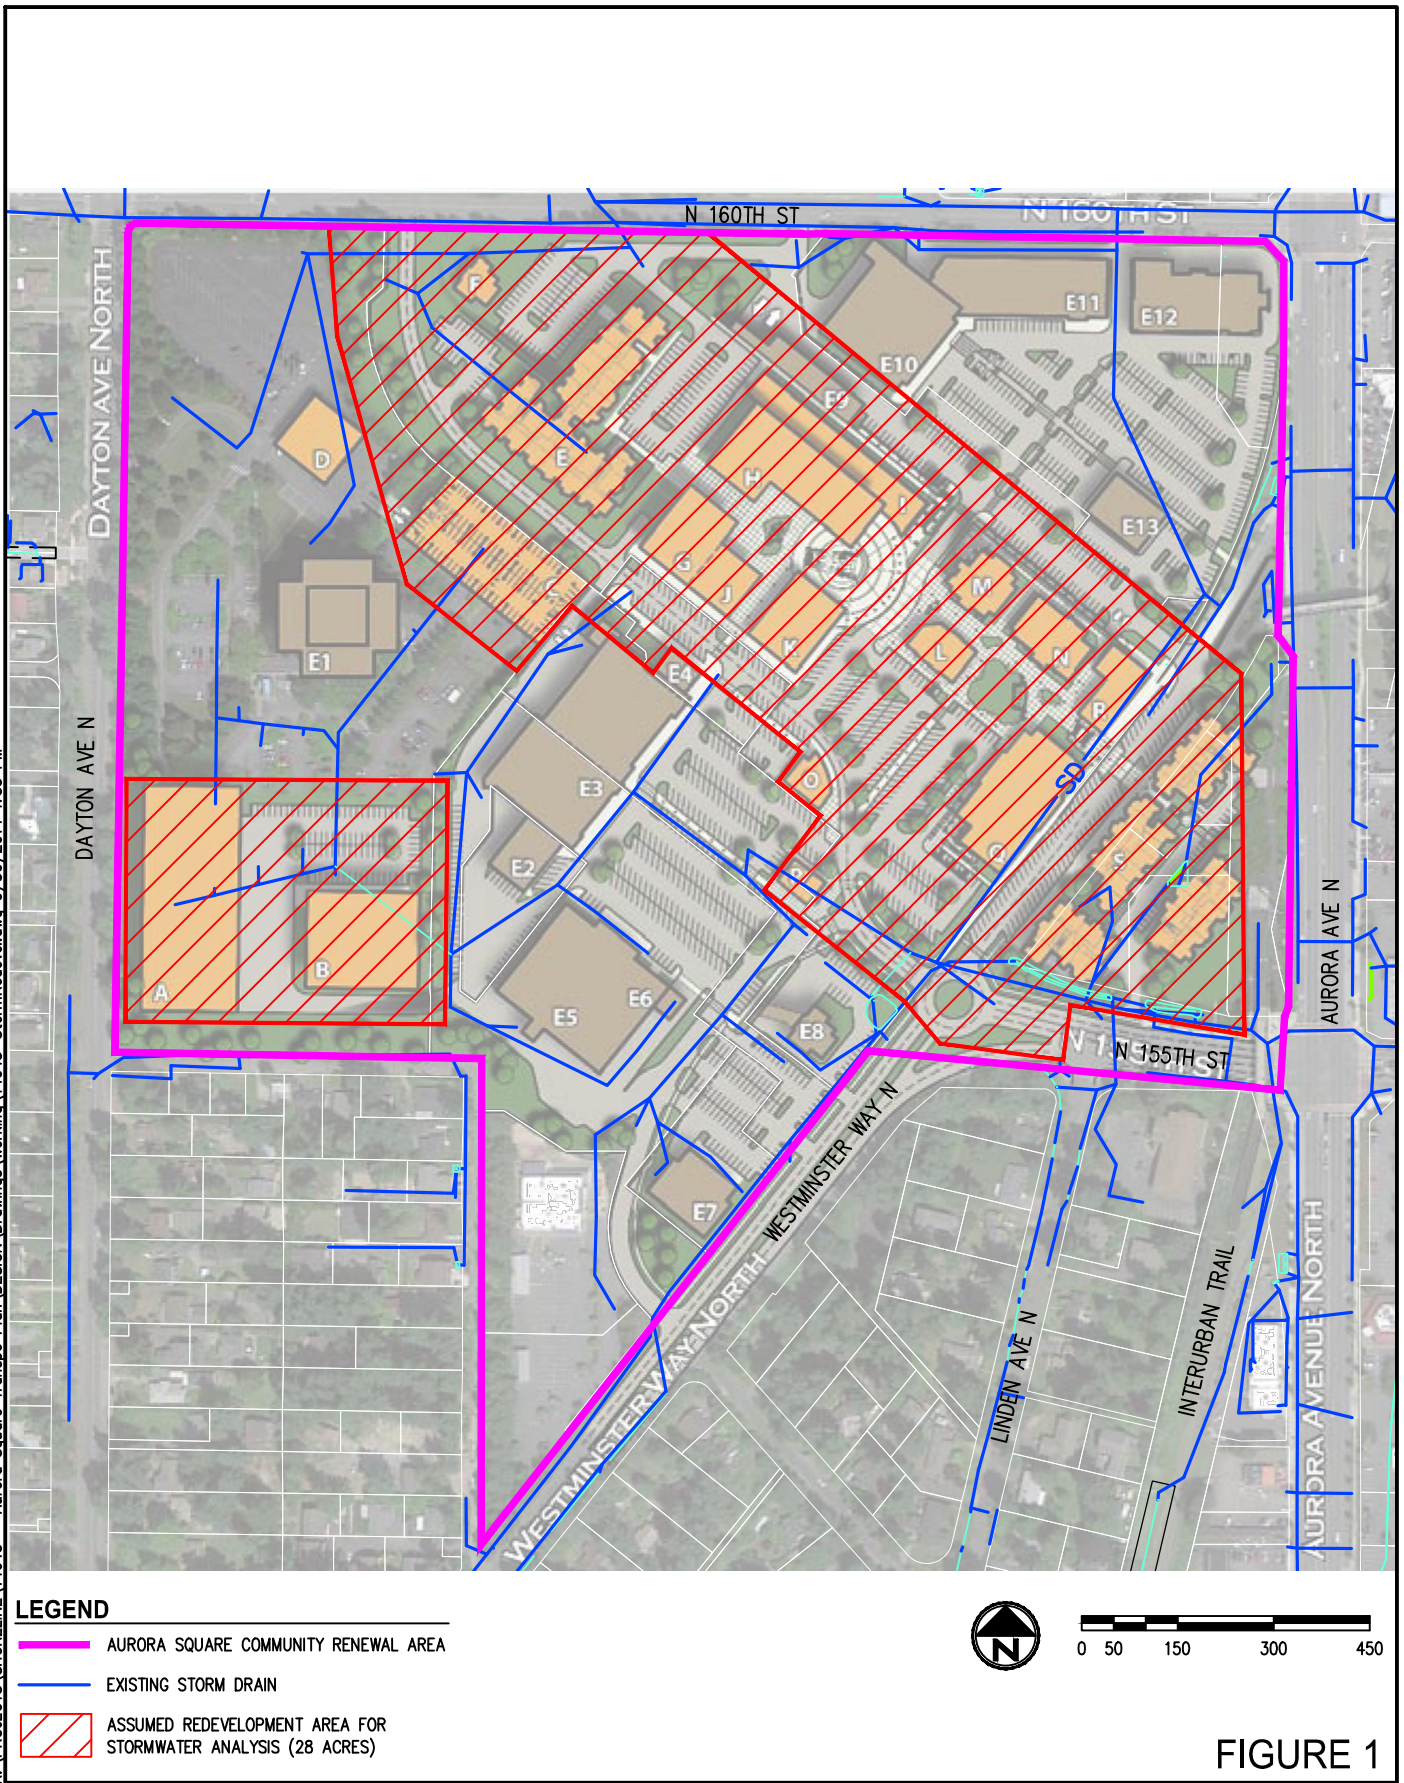 N 160TH ST
N 160TH ST
DAYTON AVE NORTH
F
E11
E12
E10
E9
D
E
H
I
E13
G
J
M
C
E1
K
L
N
E4
P
DAYTON AVE N
O
SD
E3
E2
Q
S
R
A
B
E6
E5
E8
AURORA AVE N
N 155TH ST
WESTMINSTER WAY N
E7
WESTMINSTER WAY NORTH
LINDEN AVE N
INTERURBAN TRAIL
AURORA AVENUE NORTH
LEGEND
AURORA SQUARE COMMUNITY RENEWAL AREA
EXISTING STORM DRAIN
ASSUMED REDEVELOPMENT AREA FOR
STORMWATER ANALYSIS (28 ACRES)
N
0 50 150 300 450
FIGURE 1